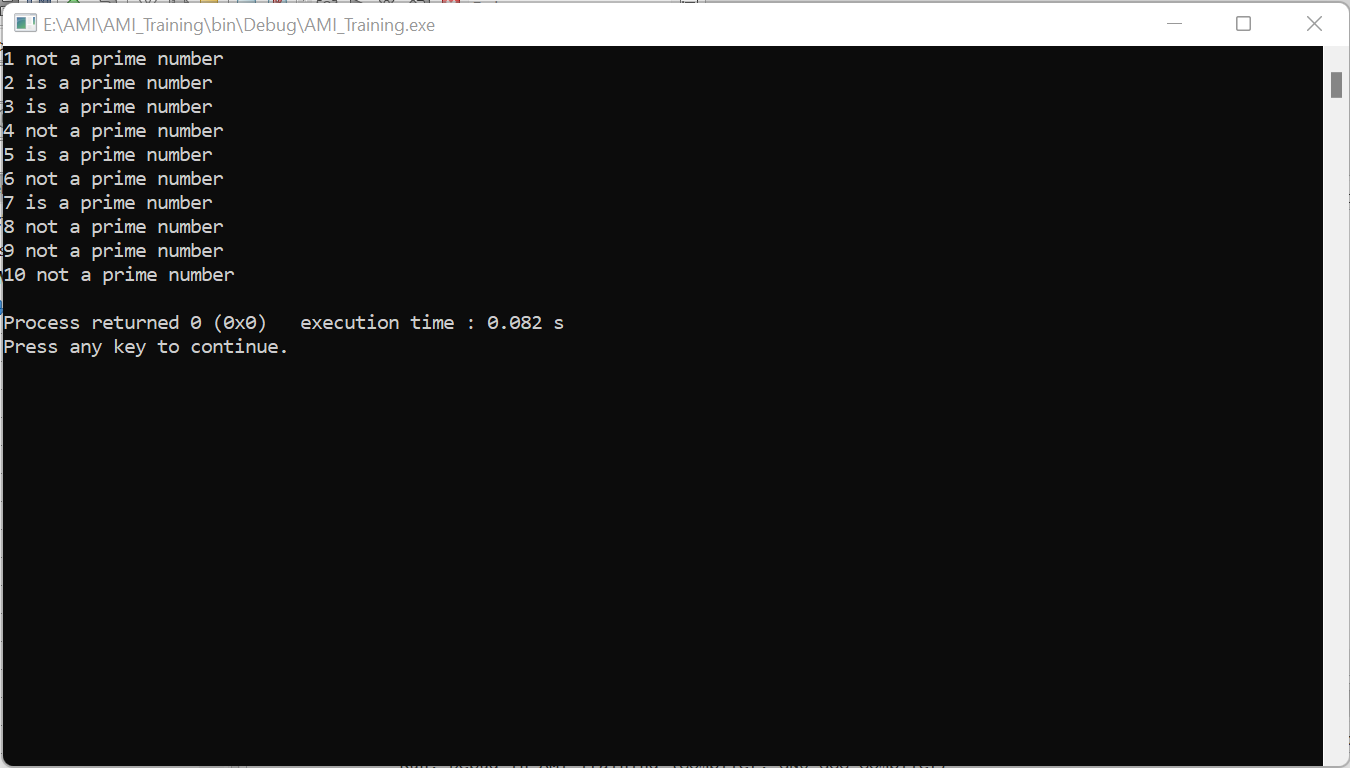 E:\AMI\AMI_Training\bin\Debug\AMI_Training.exe
1 not a prime number
2 is a prime number
3 is a prime number
4 not a prime number
5 is a prime number
6 not a prime number
7 is a prime number
8 not a prime number
9 not a prime number
10 not a prime number
Process returned 0 (0x0)   execution time : 0.082 s
Press any key to continue.